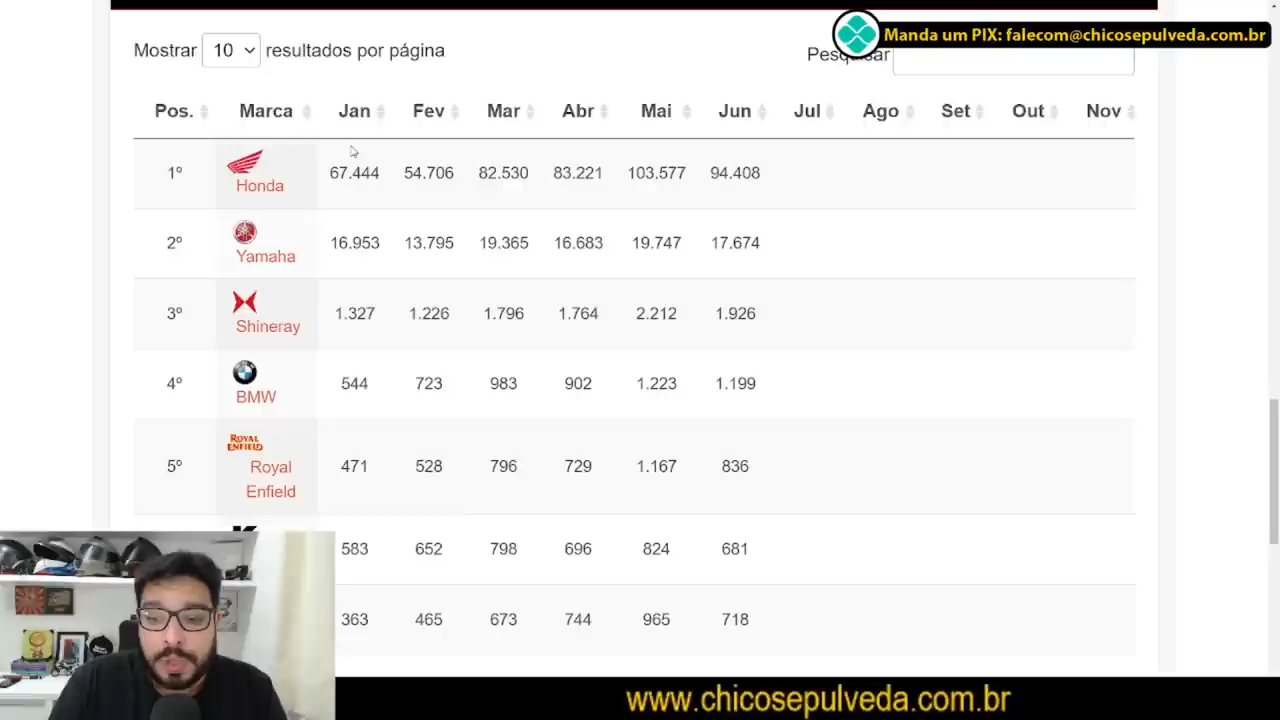 Manda um PIX: falecom@chicosepulveda.com.br
Mostrar 10 resultados por página
Pesquisar
Pos. Marca Jan Fev Mar Abr Mai Jun Jul Ago Set Out Nov
1º Honda 67.444 54.706 82.530 83.221 103.577 94.408
2º Yamaha 16.953 13.795 19.365 16.683 19.747 17.674
3º Shineray 1.327 1.226 1.796 1.764 2.212 1.926
4º BMW 544 723 983 902 1.223 1.199
ROYAL
ENFIELD
5º Royal 471 528 796 729 1.167 836
Enfield
583 652 798 696 824 681
363 465 673 744 965 718
www.chicosepulveda.com.br